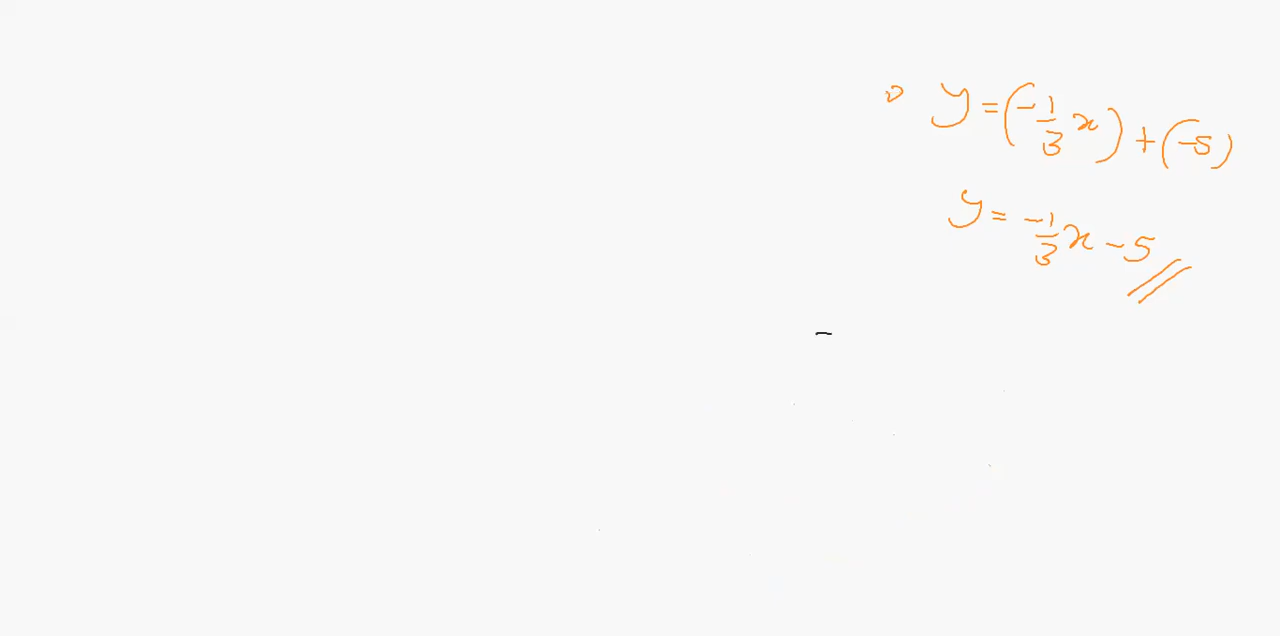 y = (-1/3 x) + (-5)
y = -1/3 x - 5